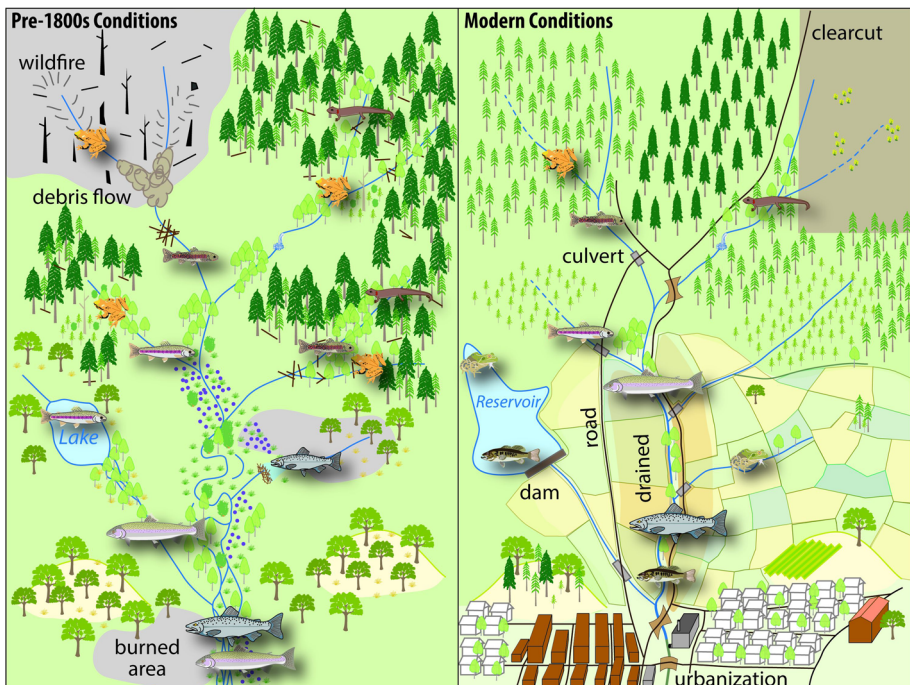 Pre-1800s Conditions
wildfire
debris flow
Lake
burned
area
Modern Conditions
clearcut
culvert
Reservoir
road
drained
dam
urbanization